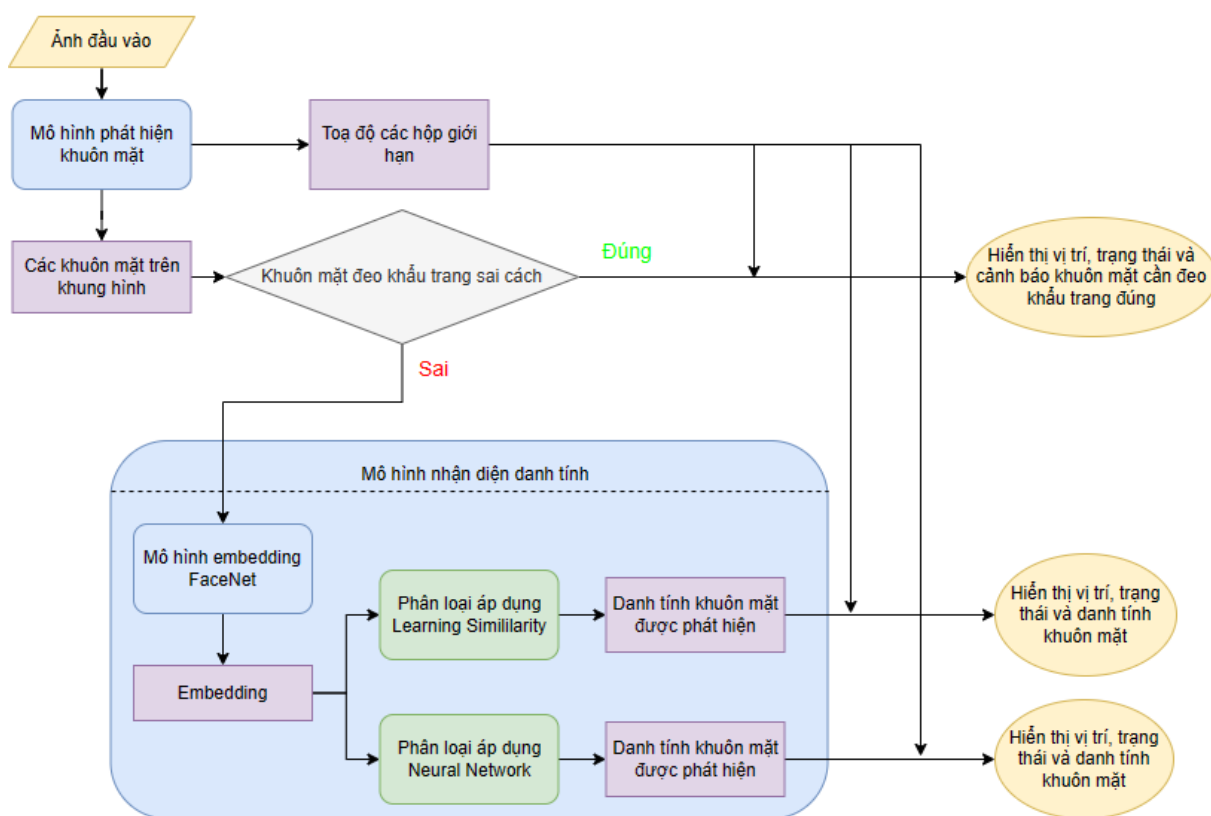 Ảnh đầu vào
Mô hình phát hiện
khuôn mặt
Toạ độ các hộp giới
hạn
Các khuôn mặt trên
khung hình
Khuôn mặt đeo khẩu trang sai cách
Đúng
Hiển thị vị trí, trạng thái và
cảnh báo khuôn mặt cần đeo
khẩu trang đúng
Sai
Mô hình nhận diện danh tính
Mô hình embedding
FaceNet
Phân loại áp dụng
Learning Simililarity
Danh tính khuôn mặt
được phát hiện
Hiển thị vị trí, trạng
thái và danh tính
khuôn mặt
Embedding
Phân loại áp dụng
Neural Network
Danh tính khuôn mặt
được phát hiện
Hiển thị vị trí, trạng
thái và danh tính
khuôn mặt